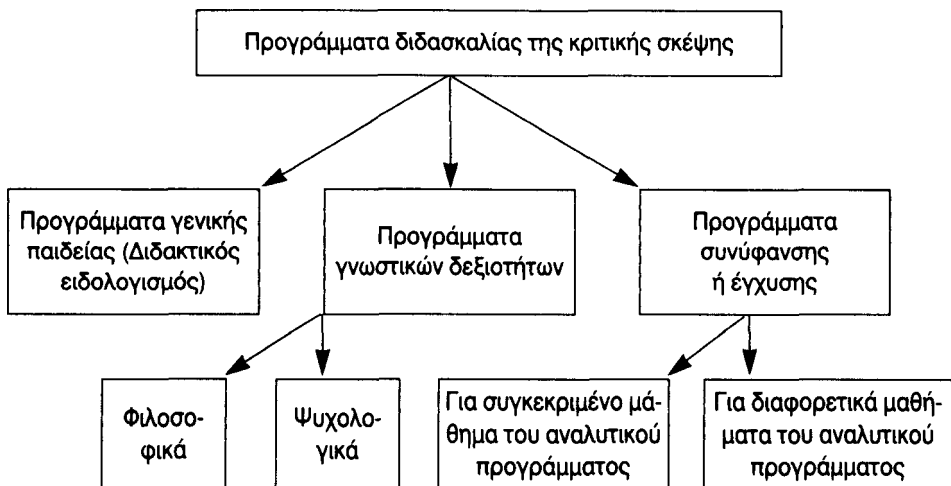 Προγράμματα διδασκαλίας της κριτικής σκέψης
Προγράμματα γενικής
παιδείας (Διδακτικός
ειδολογισμός)
Προγράμματα
γνωστικών δεξιοτήτων
Προγράμματα
συνύφανσης
ή έγχυσης
Φιλοσο-
φικά
Ψυχολο-
γικά
Για συγκεκριμένο μά-
θημα του αναλυτικού
προγράμματος
Για διαφορετικά μαθή-
ματα του αναλυτικού
προγράμματος